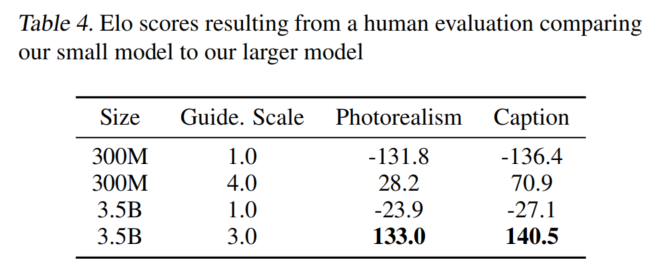 Table 4. Elo scores resulting from a human evaluation comparing
our small model to our larger model
Size Guide. Scale Photorealism Caption
300M 1.0 -131.8 -136.4
300M 4.0 28.2 70.9
3.5B 1.0 -23.9 -27.1
3.5B 3.0 133.0 140.5